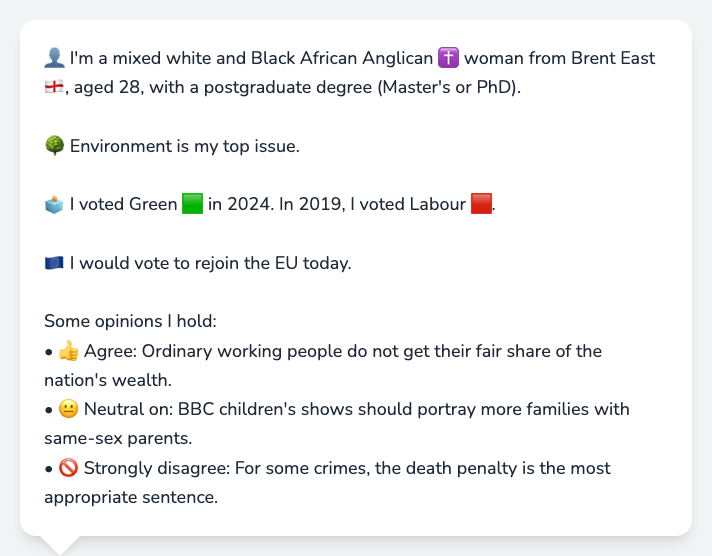 👤 I'm a mixed white and Black African Anglican ✝️ woman from Brent East
🏴󠁧󠁢󠁥󠁮󠁧󠁿, aged 28, with a postgraduate degree (Master's or PhD).
🌳 Environment is my top issue.
🗳️ I voted Green 🟩 in 2024. In 2019, I voted Labour 🟥.
🇪🇺 I would vote to rejoin the EU today.
Some opinions I hold:
• 👍 Agree: Ordinary working people do not get their fair share of the
nation's wealth.
• 😐 Neutral on: BBC children's shows should portray more families with
same-sex parents.
• 🚫 Strongly disagree: For some crimes, the death penalty is the most
appropriate sentence.